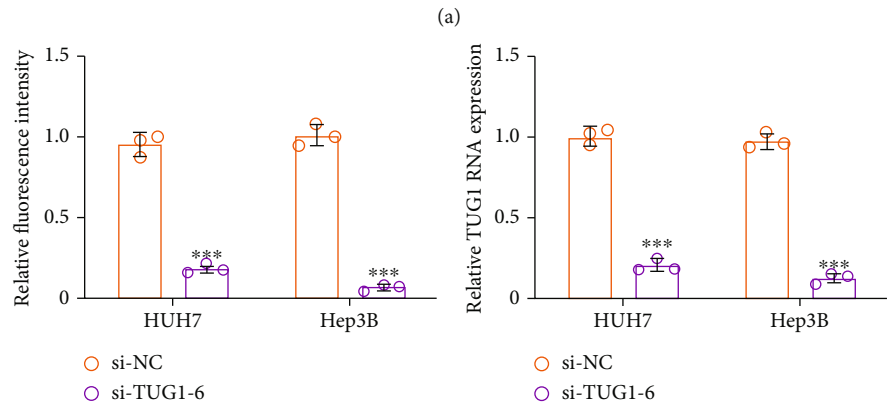 (a)
Relative fluorescence intensity
1.5
1.0
0.5
0
***
***
HUH7
Hep3B
si-NC
si-TUG1-6
Relative TUG1 RNA expression
1.5
1.0
0.5
0
***
***
HUH7
Hep3B
si-NC
si-TUG1-6